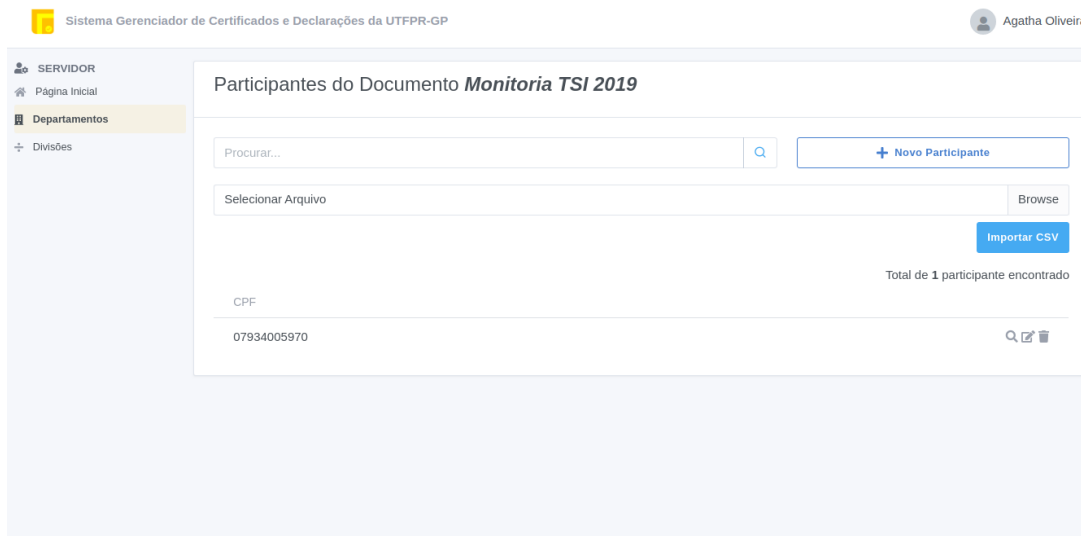 Sistema Gerenciador de Certificados e Declarações da UTFPR-GP
Agatha Oliveira
SERVIDOR
Página Inicial
Departamentos
Divisões
Participantes do Documento Monitoria TSI 2019
Procurar...
Novo Participante
Selecionar Arquivo
Browse
Importar CSV
Total de 1 participante encontrado
CPF
07934005970